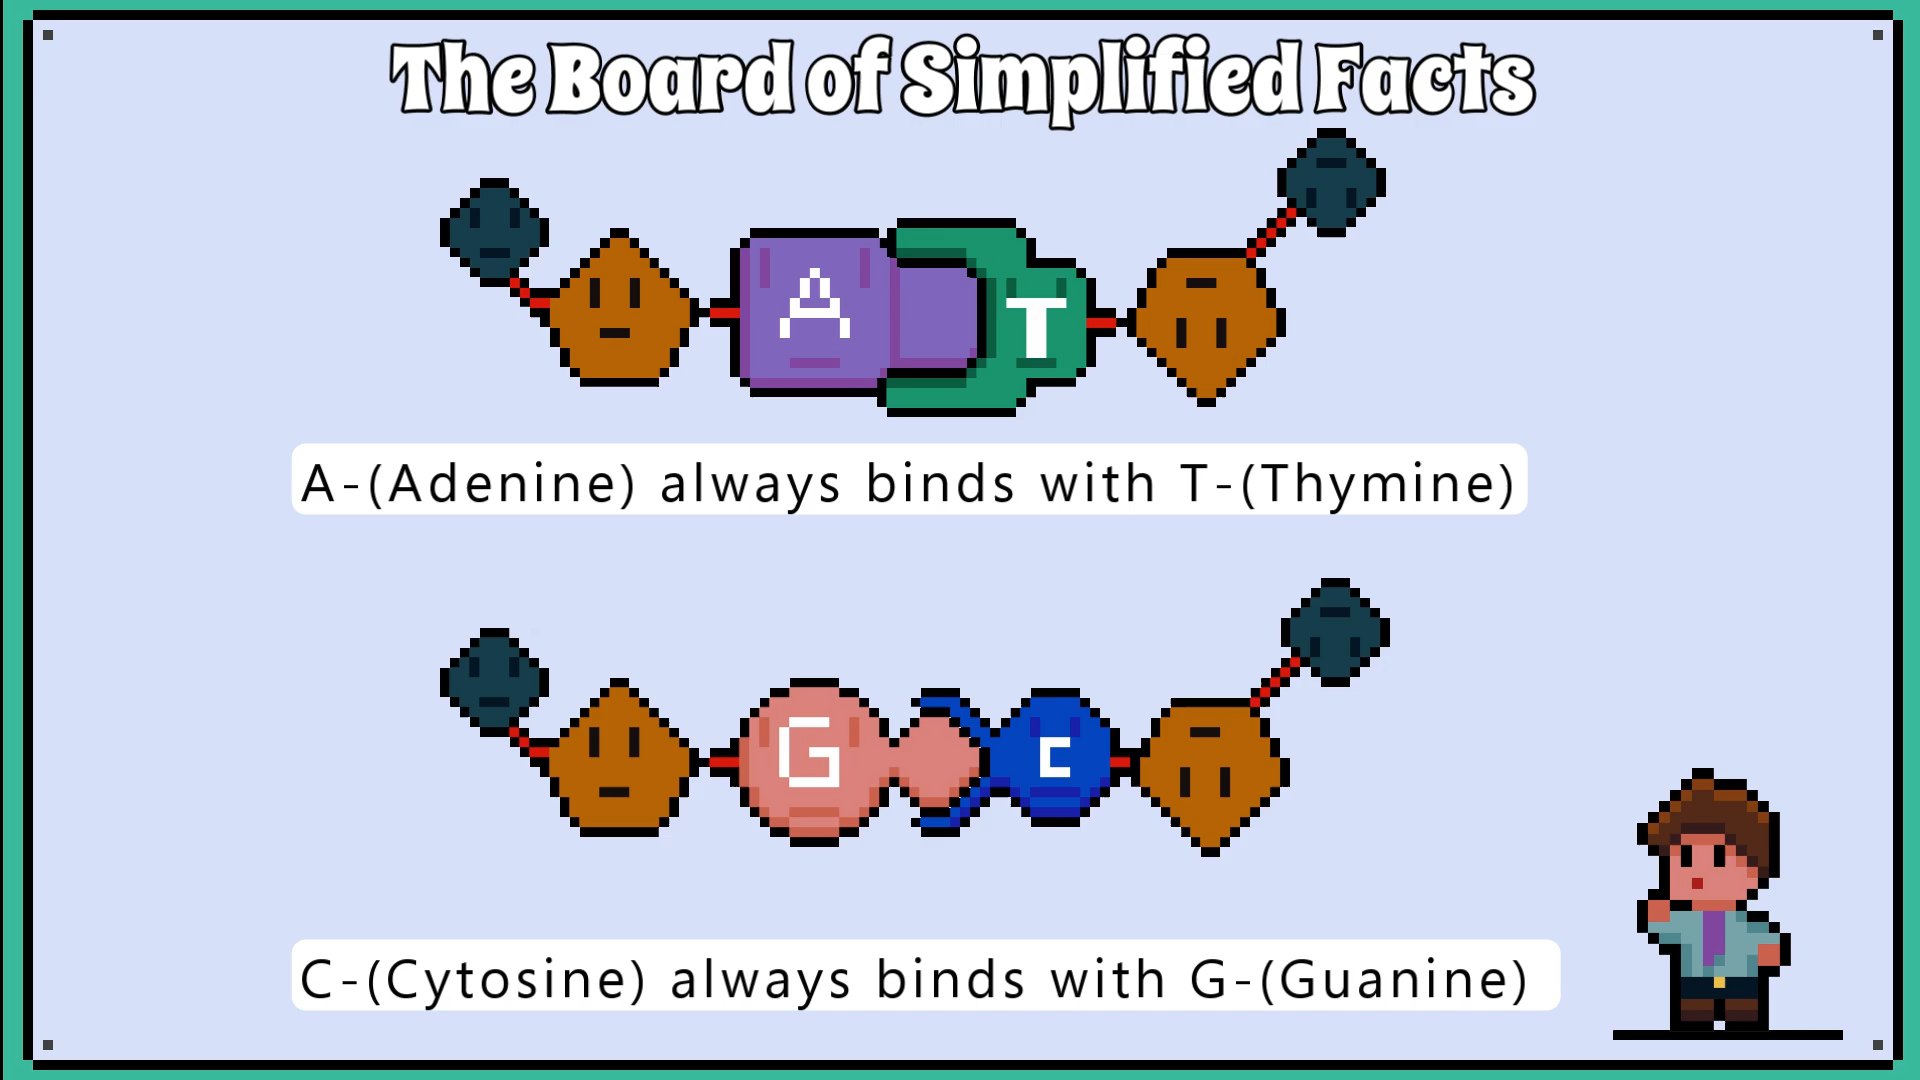 The Board of Simplified Facts
A T
A-(Adenine) always binds with T-(Thymine)
G C
C-(Cytosine) always binds with G-(Guanine)